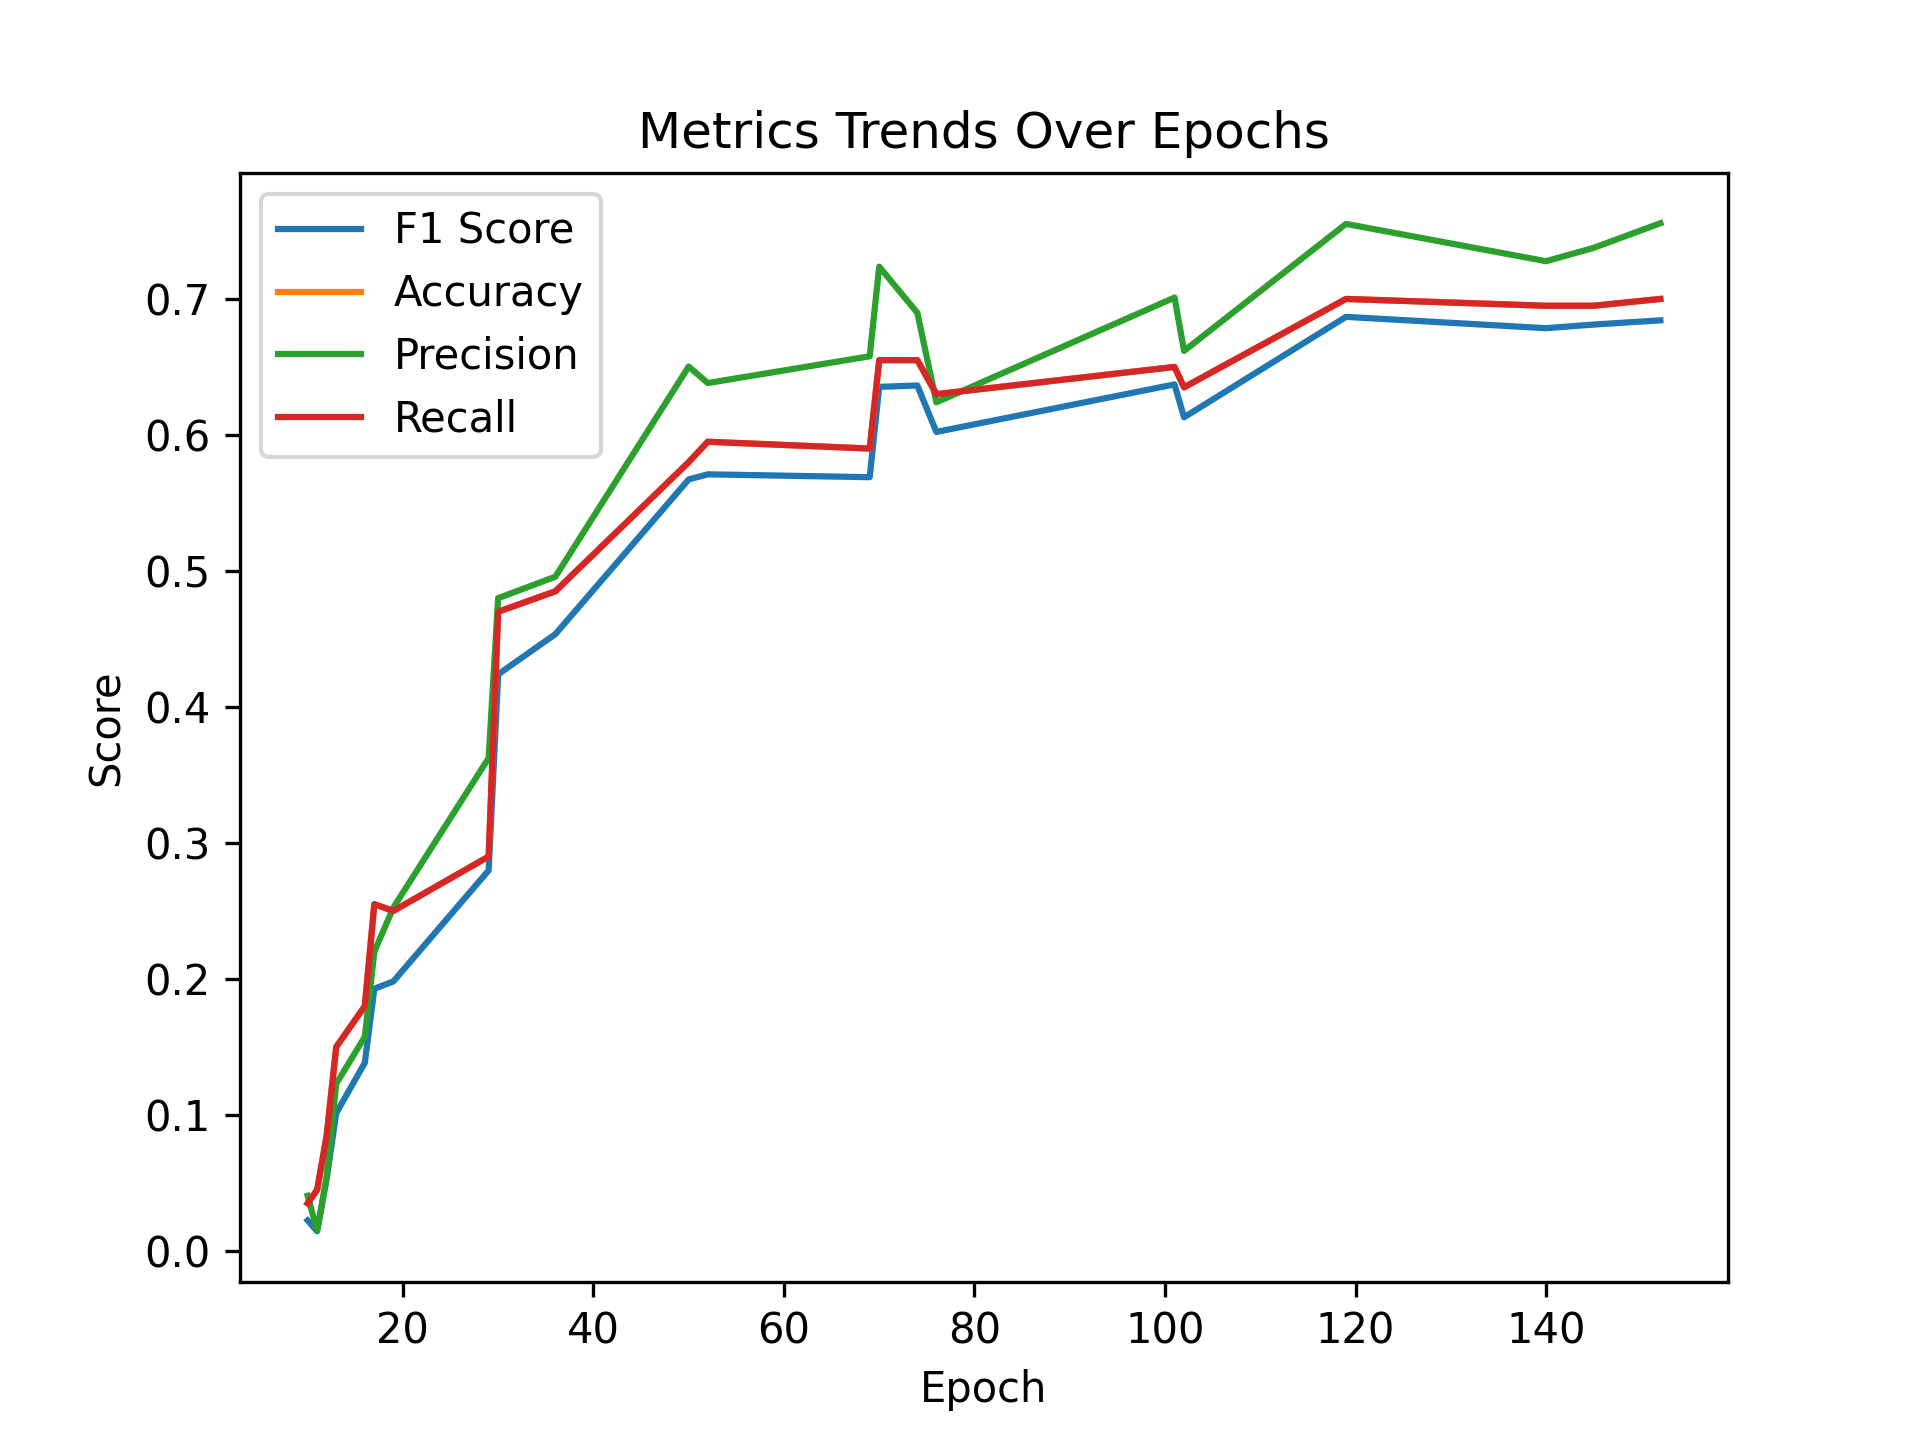 Metrics Trends Over Epochs
F1 Score
Accuracy
Precision
Recall
0.7
0.6
0.5
0.4
0.3
0.2
0.1
0.0
Score
20 40 60 80 100 120 140
Epoch